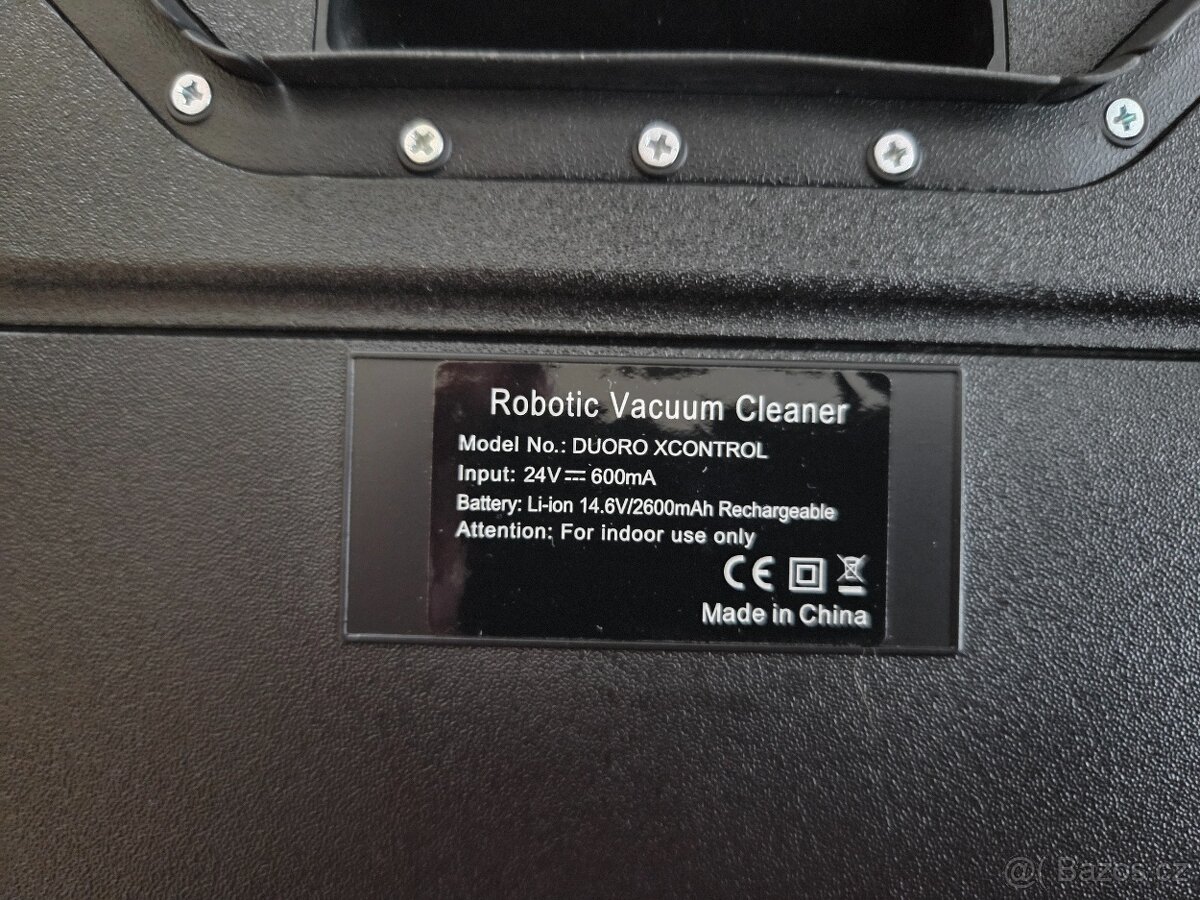 Robotic Vacuum Cleaner
Model No.: DUORO XCONTROL
Input: 24V⎓600mA
Battery: Li-ion 14.6V/2600mAh Rechargeable
Attention: For indoor use only
CE
Made in China
@( Bazos.cz